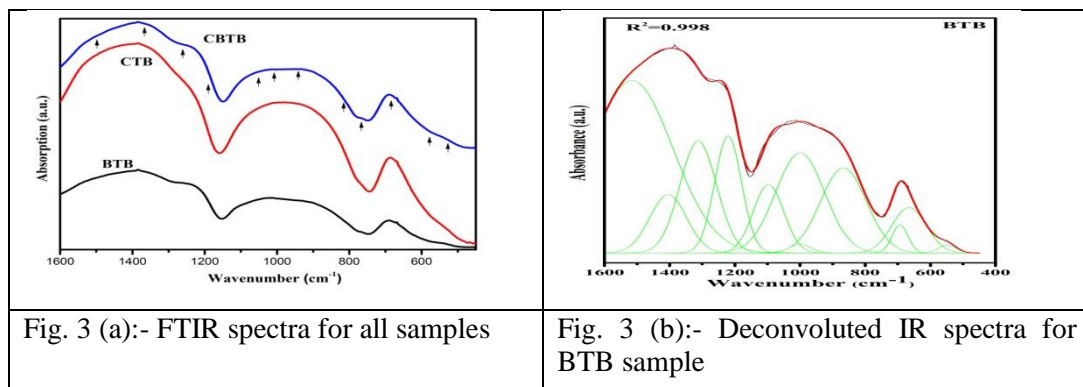 CBTB
CTB
BTB
Absorption (a.u.)
1600 1400 1200 1000 800 600
Wavenumber (cm-1)
R²=0.998
BTB
Absorbance (a.u.)
1600 1400 1200 1000 800 600 400
Wavenumber (cm-1)
Fig. 3 (a):- FTIR spectra for all samples
Fig. 3 (b):- Deconvoluted IR spectra for
BTB sample